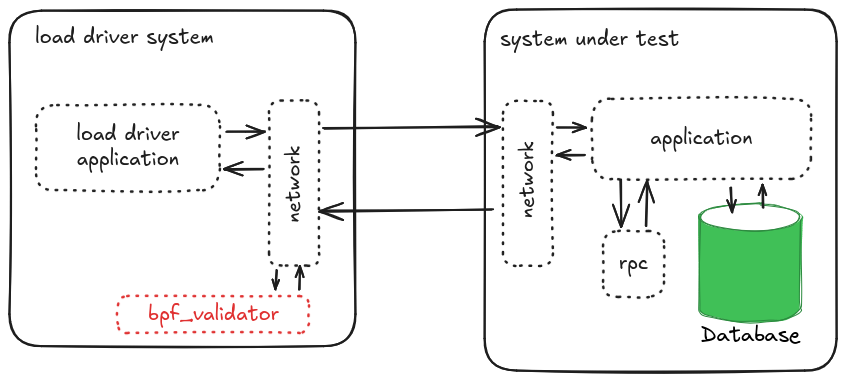 load driver system
system under test
load driver
application
network
network
application
rpc
bpf_validator
Database